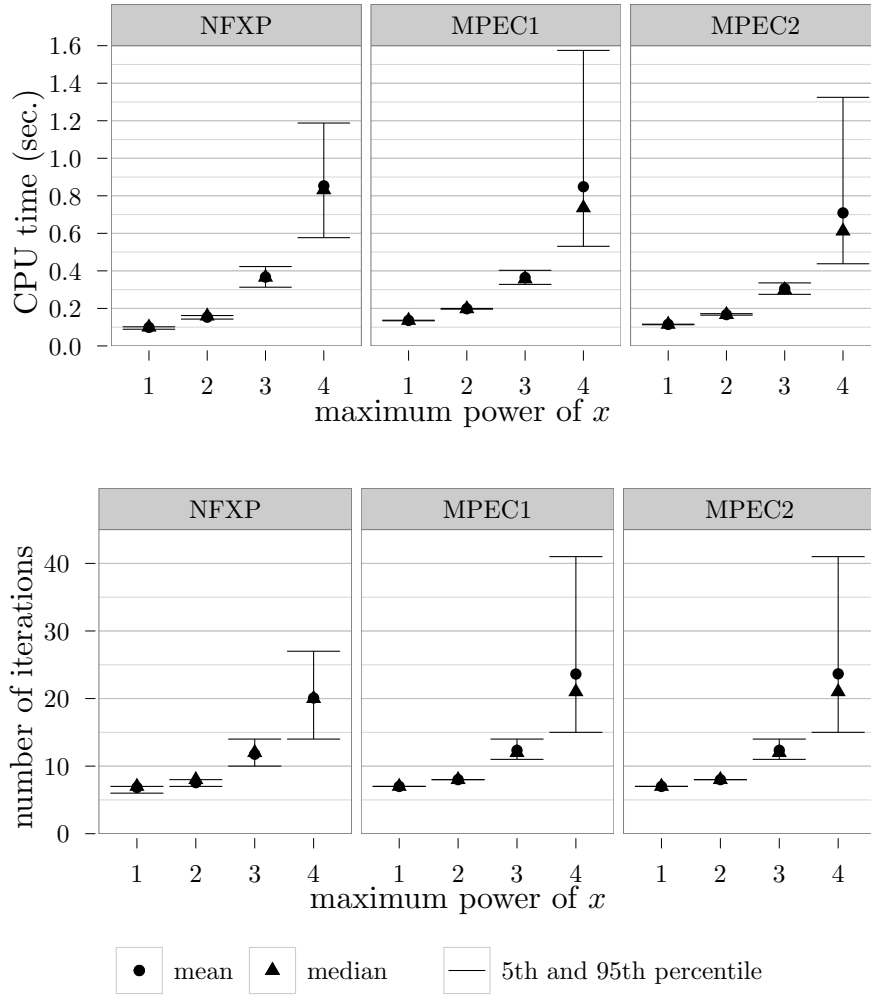 NFXP MPEC1 MPEC2
CPU time (sec.)
1.6
1.4
1.2
1.0
0.8
0.6
0.4
0.2
0.0
1 2 3 4 1 2 3 4 1 2 3 4
maximum power of x
NFXP MPEC1 MPEC2
number of iterations
40
30
20
10
0
1 2 3 4 1 2 3 4 1 2 3 4
maximum power of x
mean median 5th and 95th percentile